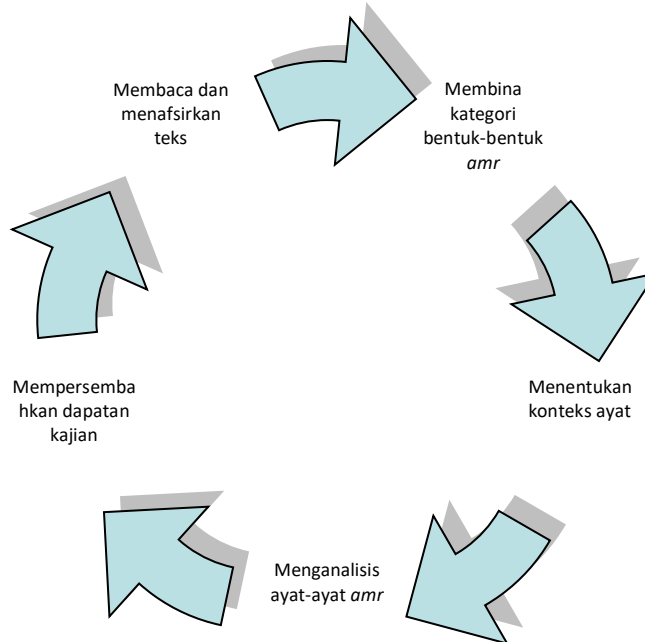 Membaca dan
menafsirkan
teks
Membina
kategori
bentuk-bentuk
amr
Menentukan
konteks ayat
Menganalisis
ayat-ayat amr
Mempersemba
hkan dapatan
kajian